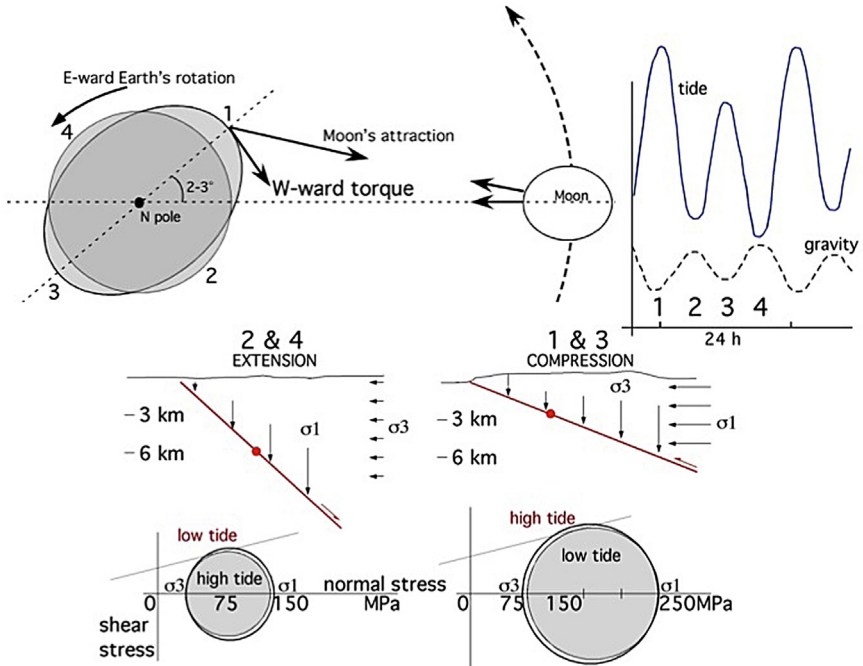 E-ward Earth's rotation
4
1
Moon's attraction
2-3°
W-ward torque
N pole
2
3
Moon
tide
gravity
1 2 3 4
24 h
2 & 4
EXTENSION
− 3 km
− 6 km
σ1
σ3
1 & 3
COMPRESSION
− 3 km
− 6 km
σ3
σ1
low tide
high tide
σ3
σ1
0 75 150
normal stress
MPa
shear
stress
high tide
low tide
σ3
σ1
0 75 150 250MPa